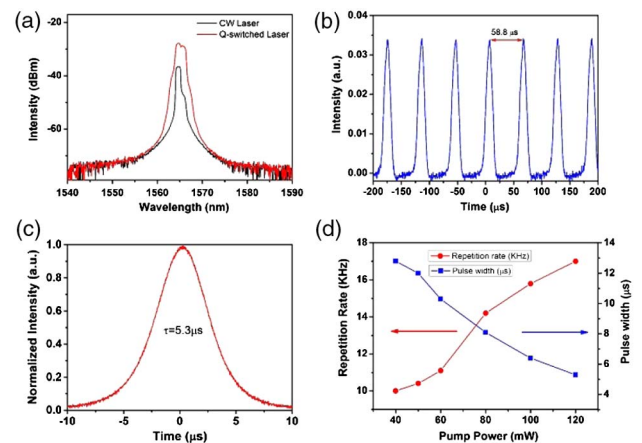 (a)
CW Laser
Q-switched Laser
Intensity (dBm)
-20
-40
-60
1540 1550 1560 1570 1580 1590
Wavelength (nm)
(b)
58.8 μs
Intensity (a.u.)
0.04
0.03
0.02
0.01
0.00
-200 -150 -100 -50 0 50 100 150 200
Time (μs)
(c)
τ=5.3μs
Normalized Intensity (a.u.)
1.0
0.8
0.6
0.4
0.2
0.0
-10 -5 0 5 10
Time (μs)
(d)
Repetition rate (KHz)
Pulse width (μs)
Repetition Rate (KHz)
18
17
16
15
14
13
12
11
10
9
14
12
10
8
6
4
Pulse width (μs)
40 60 80 100 120
Pump Power (mW)